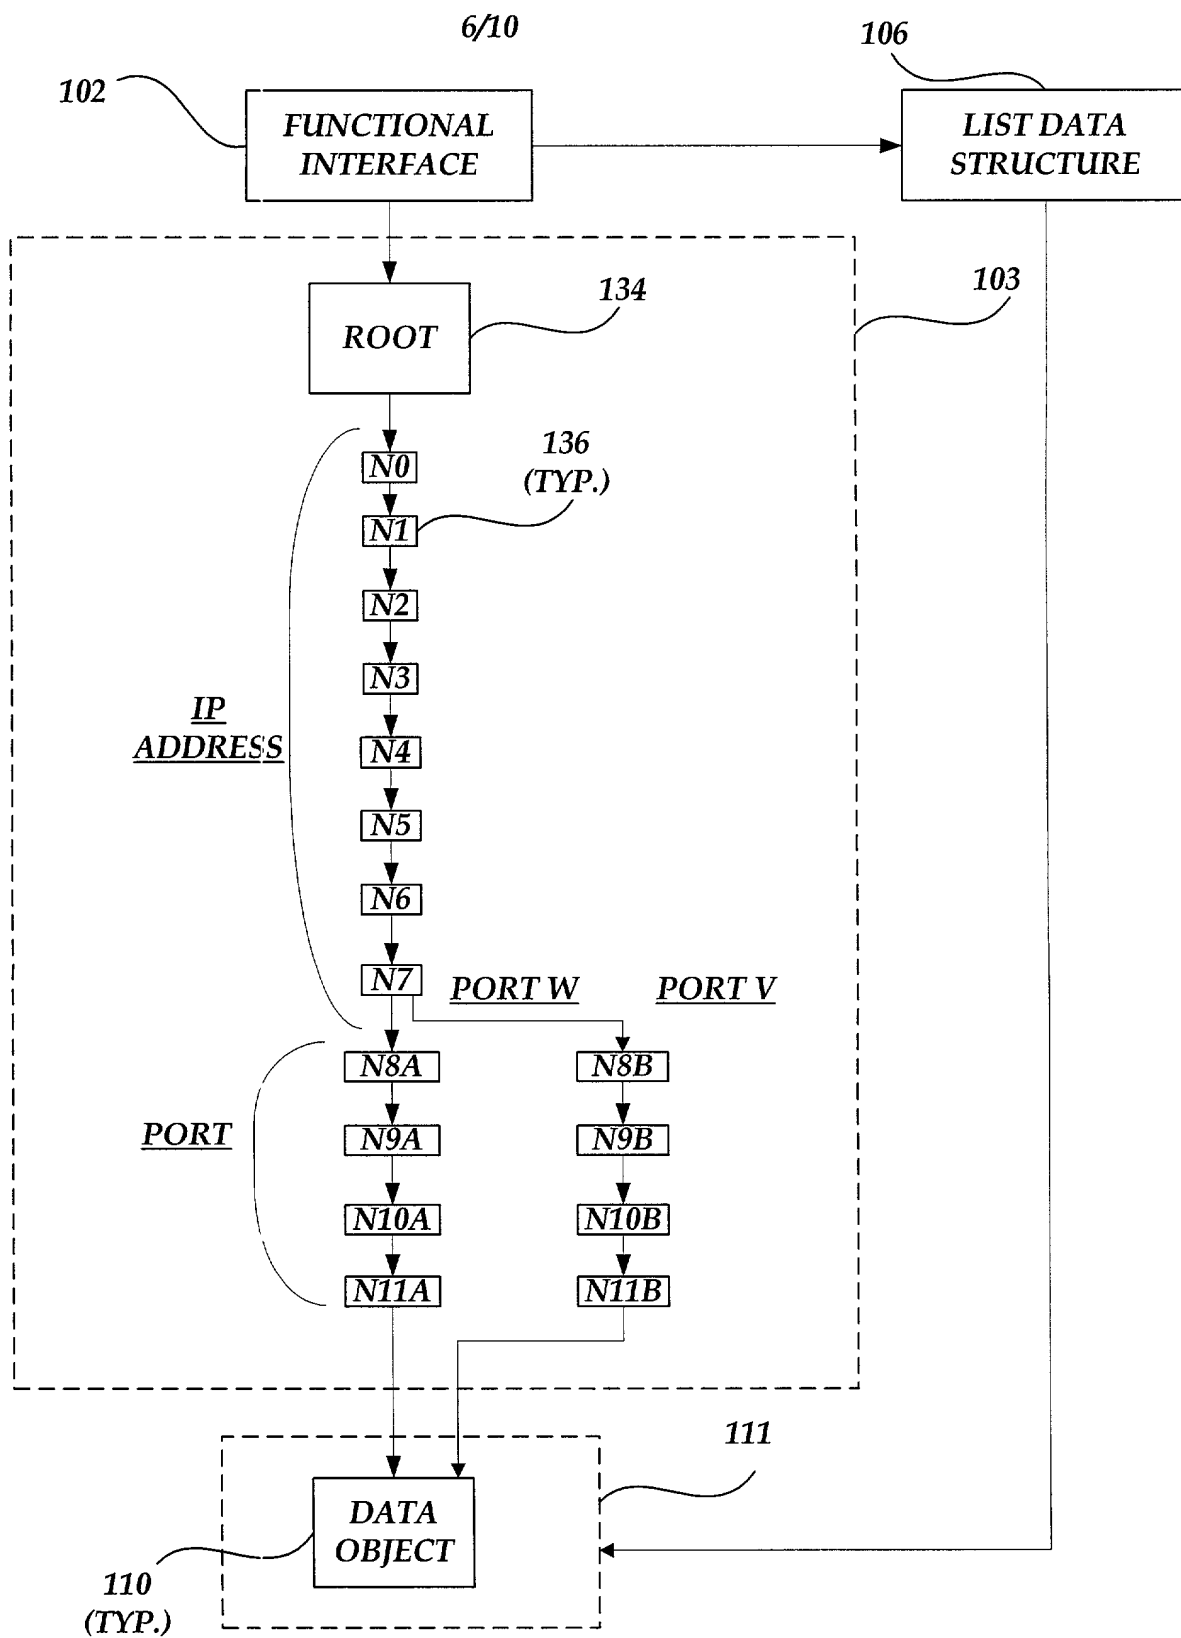 6/10
102
106
FUNCTIONAL
INTERFACE
LIST DATA
STRUCTURE
134
103
ROOT
136
(TYP.)
N0
N1
N2
N3
IP
ADDRESS
N4
N5
N6
N7
PORT W
PORT V
N8A
N8B
PORT
N9A
N9B
N10A
N10B
N11A
N11B
111
DATA
OBJECT
110
(TYP.)